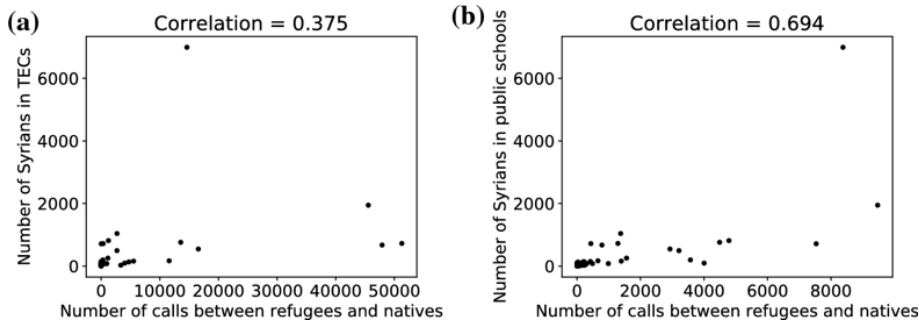 (a)
Correlation = 0.375
Number of Syrians in TECs
6000
4000
2000
0
0
10000
20000
30000
40000
50000
Number of calls between refugees and natives
(b)
Correlation = 0.694
Number of Syrians in public schools
6000
4000
2000
0
0
2000
4000
6000
8000
Number of calls between refugees and natives